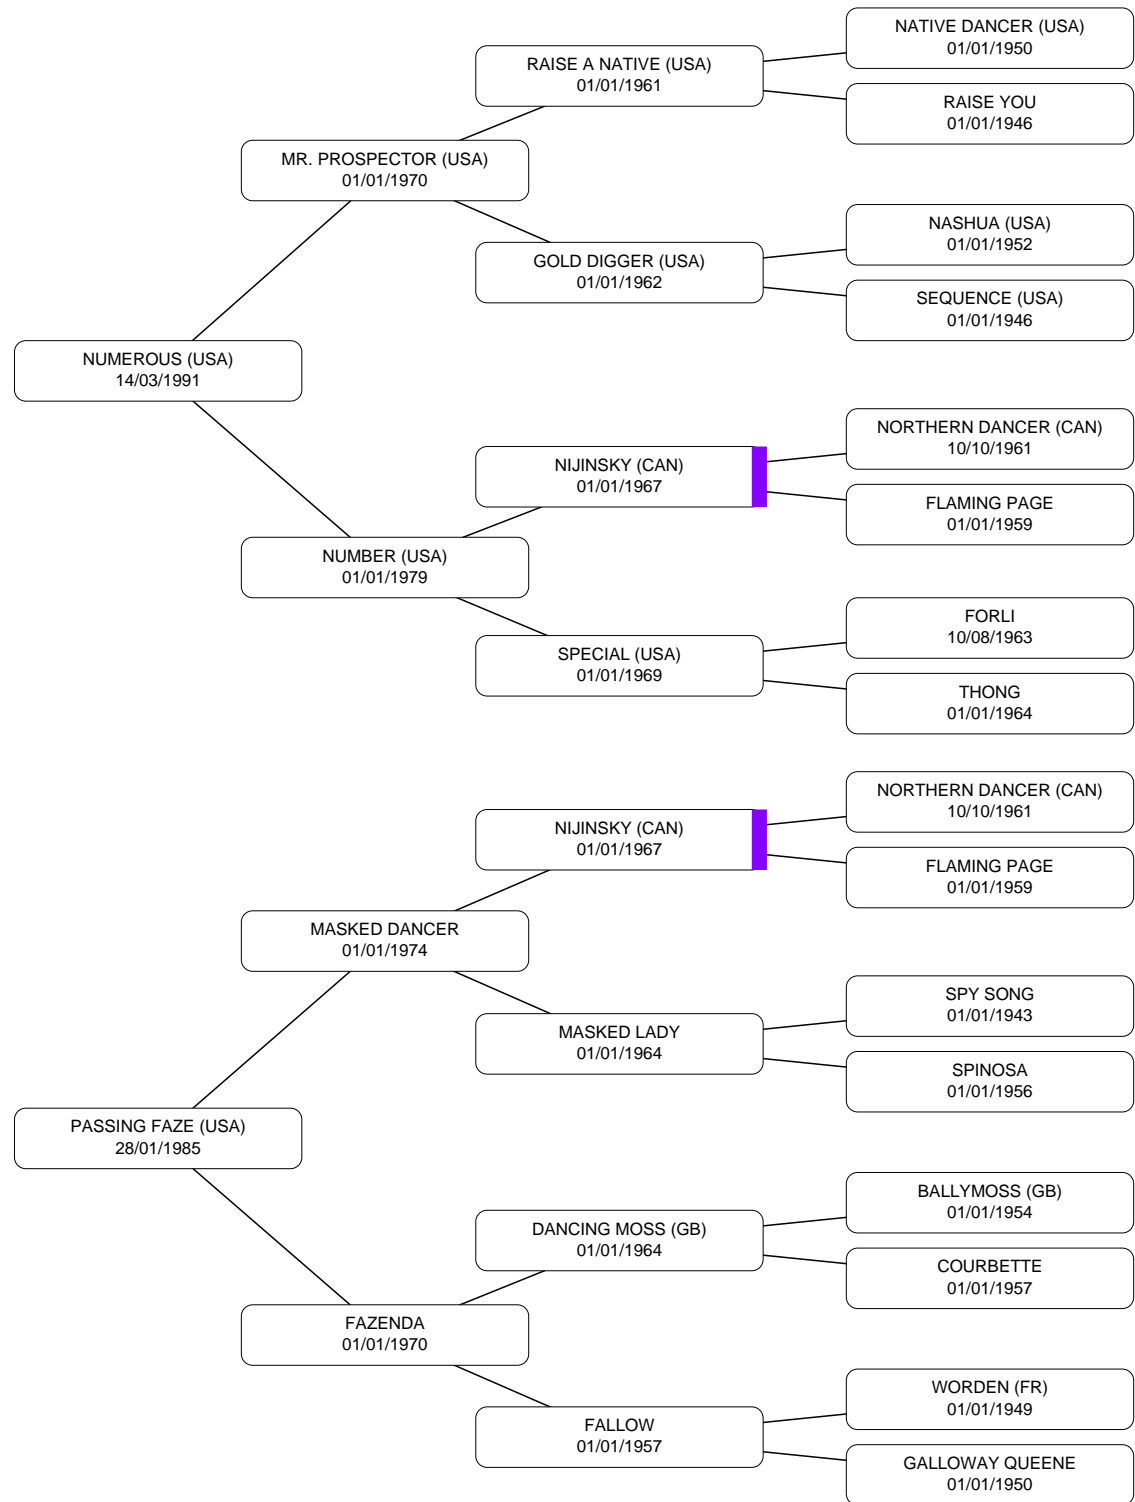 NATIVE DANCER (USA)
01/01/1950
RAISE A NATIVE (USA)
01/01/1961
RAISE YOU
01/01/1946
MR. PROSPECTOR (USA)
01/01/1970
NASHUA (USA)
01/01/1952
GOLD DIGGER (USA)
01/01/1962
SEQUENCE (USA)
01/01/1946
NUMEROUS (USA)
14/03/1991
NORTHERN DANCER (CAN)
10/10/1961
NIJINSKY (CAN)
01/01/1967
FLAMING PAGE
01/01/1959
NUMBER (USA)
01/01/1979
FORLI
10/08/1963
SPECIAL (USA)
01/01/1969
THONG
01/01/1964
NORTHERN DANCER (CAN)
10/10/1961
NIJINSKY (CAN)
01/01/1967
FLAMING PAGE
01/01/1959
MASKED DANCER
01/01/1974
SPY SONG
01/01/1943
MASKED LADY
01/01/1964
SPINOSA
01/01/1956
PASSING FAZE (USA)
28/01/1985
BALLYMOSS (GB)
01/01/1954
DANCING MOSS (GB)
01/01/1964
COURBETTE
01/01/1957
FAZENDA
01/01/1970
WORDEN (FR)
01/01/1949
FALLOW
01/01/1957
GALLOWAY QUEENE
01/01/1950